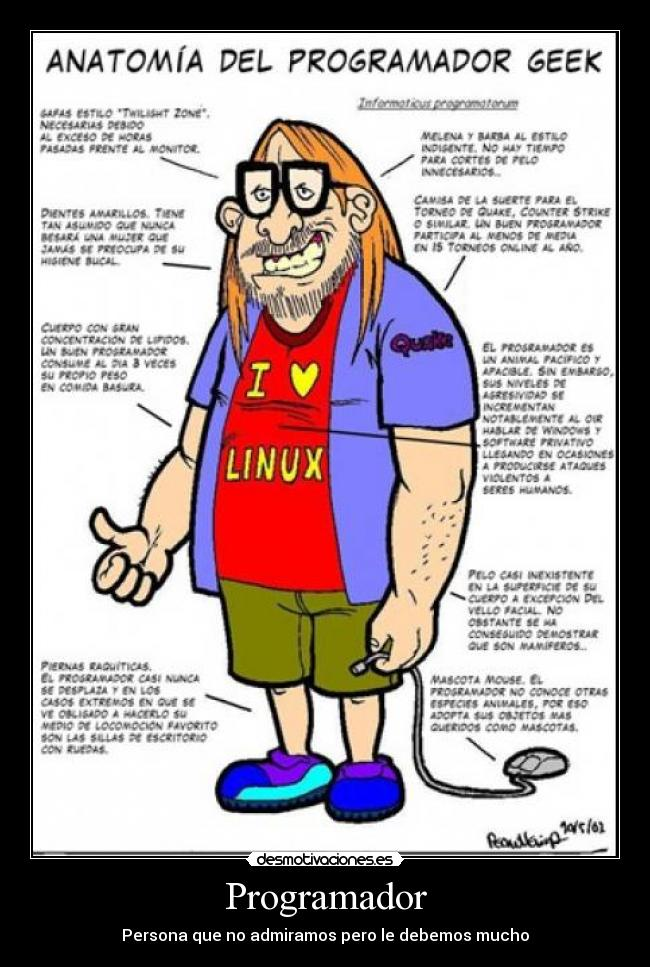 ANATOMÍA DEL PROGRAMADOR GEEK
Informaticus programatorum
GAFAS ESTILO "TWILIGHT ZONE".
NECESARIAS DEBIDO
AL EXCESO DE HORAS
PASADAS FRENTE AL MONITOR.
MELENA Y BARBA AL ESTILO
INDIGENTE. NO HAY TIEMPO
PARA CORTES DE PELO
INNECESARIOS..
DIENTES AMARILLOS. TIENE
TAN ASUMIDO QUE NUNCA
BESARÁ UNA MUJER QUE
JAMÁS SE PREOCUPA DE SU
HIGIENE BUCAL.
CAMISA DE LA SUERTE PARA EL
TORNEO DE QUAKE, COUNTER STRIKE
O SIMILAR. UN BUEN PROGRAMADOR
PARTICIPA AL MENOS DE MEDIA
EN 15 TORNEOS ONLINE AL AÑO.
CUERPO CON GRAN
CONCENTRACIÓN DE LIPIDOS.
UN BUEN PROGRAMADOR
CONSUME AL DIA 3 VECES
SU PROPIO PESO
EN COMIDA BASURA.
Quake
I ♥
LINUX
EL PROGRAMADOR ES
UN ANIMAL PACIFICO Y
APACIBLE. SIN EMBARGO,
SUS NIVELES DE
AGRESIVIDAD SE
INCREMENTAN
NOTABLEMENTE AL OIR
HABLAR DE WINDOWS Y
SOFTWARE PRIVATIVO
LLEGANDO EN OCASIONES
A PRODUCIRSE ATAQUES
VIOLENTOS A
SERES HUMANOS.
PELO CASI INEXISTENTE
EN LA SUPERFICIE DE SU
CUERPO A EXCEPCIÓN DEL
VELLO FACIAL. NO
OBSTANTE SE HA
CONSEGUIDO DEMOSTRAR
QUE SON MAMÍFEROS..
PIERNAS RAQUÍTICAS.
EL PROGRAMADOR CASI NUNCA
SE DESPLAZA Y EN LOS
CASOS EXTREMOS EN QUE SE
VE OBLIGADO A HACERLO SU
MEDIO DE LOCOMOCIÓN FAVORITO
SON LAS SILLAS DE ESCRITORIO
CON RUEDAS.
MASCOTA MOUSE. EL
PROGRAMADOR NO CONOCE OTRAS
ESPECIES ANIMALES, POR ESO
ADOPTA SUS OBJETOS MAS
QUERIDOS COMO MASCOTAS.
desmotivaciones.es
Programador
Persona que no admiramos pero le debemos mucho